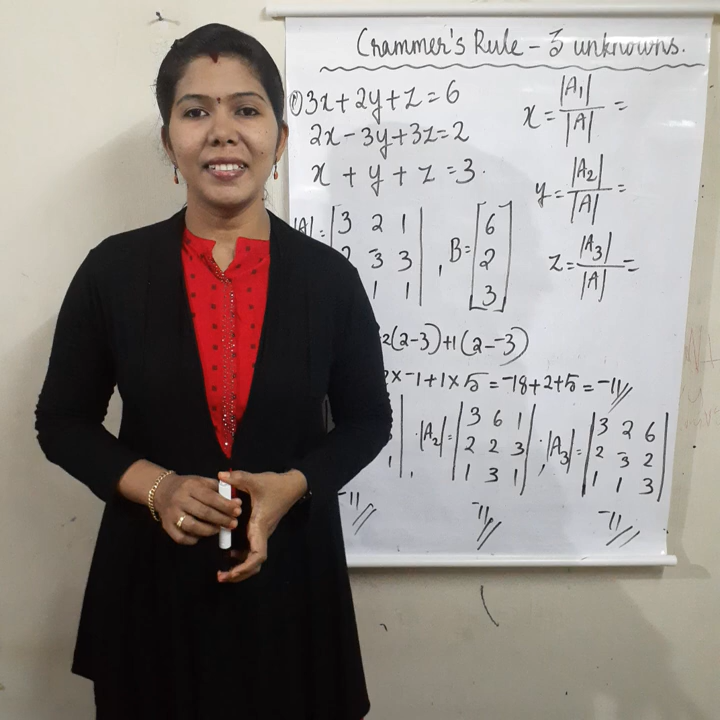 Crammer's Rule - 3 unknowns.
1) 3x + 2y + z = 6
2x - 3y + 3z = 2
x + y + z = 3.
x = |A₁| / |A| =
y = |A₂| / |A| =
z = |A₃| / |A| =
|A| = | 3 2 1 |
2 -3 3
1 1
, B = [ 6
2
3 ]
2(2-3)+1(2--3)
x -1 + 1 x 5 = -18 + 2 + 5 = -11
|A₂| = | 3 6 1 |
2 2 3
1 3 1
; |A₃| = | 3 2 6 |
2 -3 2
1 1 3
-11
-11
-11